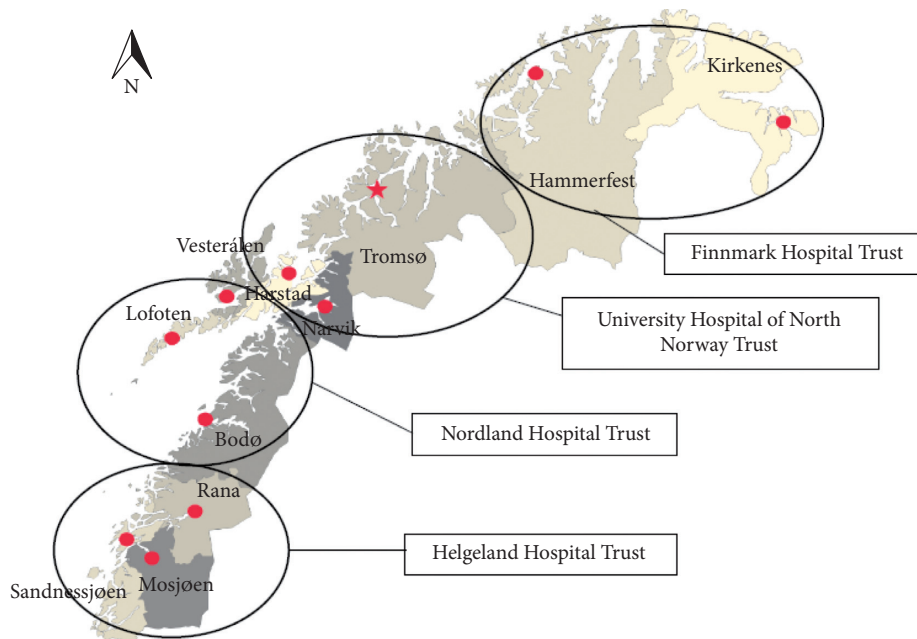 N
Kirkenes
Hammerfest
Finnmark Hospital Trust
Vesterálen
Tromsø
Harstad
Lofoten
Narvik
University Hospital of North
Norway Trust
Bodø
Nordland Hospital Trust
Rana
Helgeland Hospital Trust
Sandnessjøen
Mosjøen